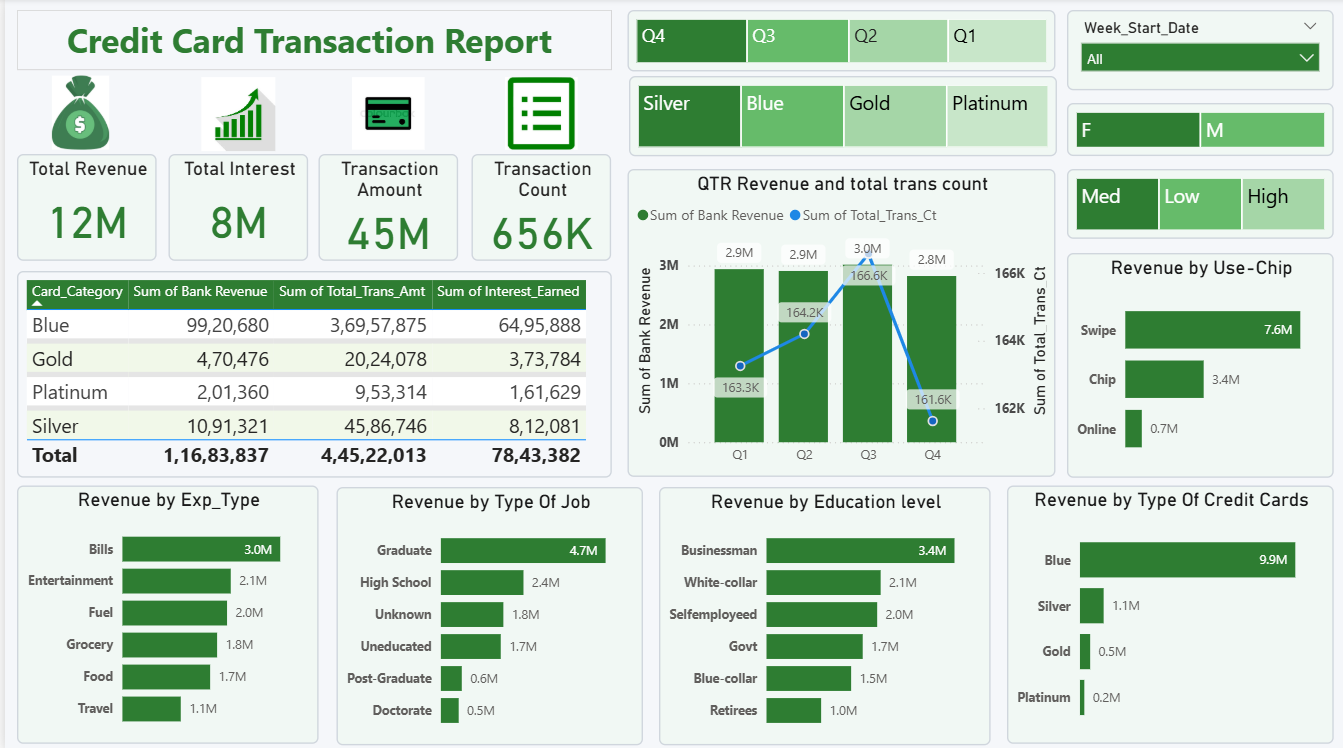 Credit Card Transaction Report
Q4 Q3 Q2 Q1
Silver Blue Gold Platinum
Week_Start_Date
All
F M
Med Low High
Total Revenue
12M
Total Interest
8M
Transaction
Amount
45M
Transaction
Count
656K
Card_Category Sum of Bank Revenue Sum of Total_Trans_Amt Sum of Interest_Earned
Blue 99,20,680 3,69,57,875 64,95,888
Gold 4,70,476 20,24,078 3,73,784
Platinum 2,01,360 9,53,314 1,61,629
Silver 10,91,321 45,86,746 8,12,081
Total 1,16,83,837 4,45,22,013 78,43,382
QTR Revenue and total trans count
Sum of Bank Revenue Sum of Total_Trans_Ct
Sum of Bank Revenue
3M
2M
1M
0M
2.9M 2.9M 3.0M 2.8M
163.3K 164.2K 166.6K 161.6K
Q1 Q2 Q3 Q4
166K
164K
162K
Sum of Total_Trans_Ct
Revenue by Use-Chip
Swipe 7.6M
Chip 3.4M
Online 0.7M
Revenue by Exp_Type
Bills 3.0M
Entertainment 2.1M
Fuel 2.0M
Grocery 1.8M
Food 1.7M
Travel 1.1M
Revenue by Type Of Job
Graduate 4.7M
High School 2.4M
Unknown 1.8M
Uneducated 1.7M
Post-Graduate 0.6M
Doctorate 0.5M
Revenue by Education level
Businessman 3.4M
White-collar 2.1M
Selfemployeed 2.0M
Govt 1.7M
Blue-collar 1.5M
Retirees 1.0M
Revenue by Type Of Credit Cards
Blue 9.9M
Silver 1.1M
Gold 0.5M
Platinum 0.2M